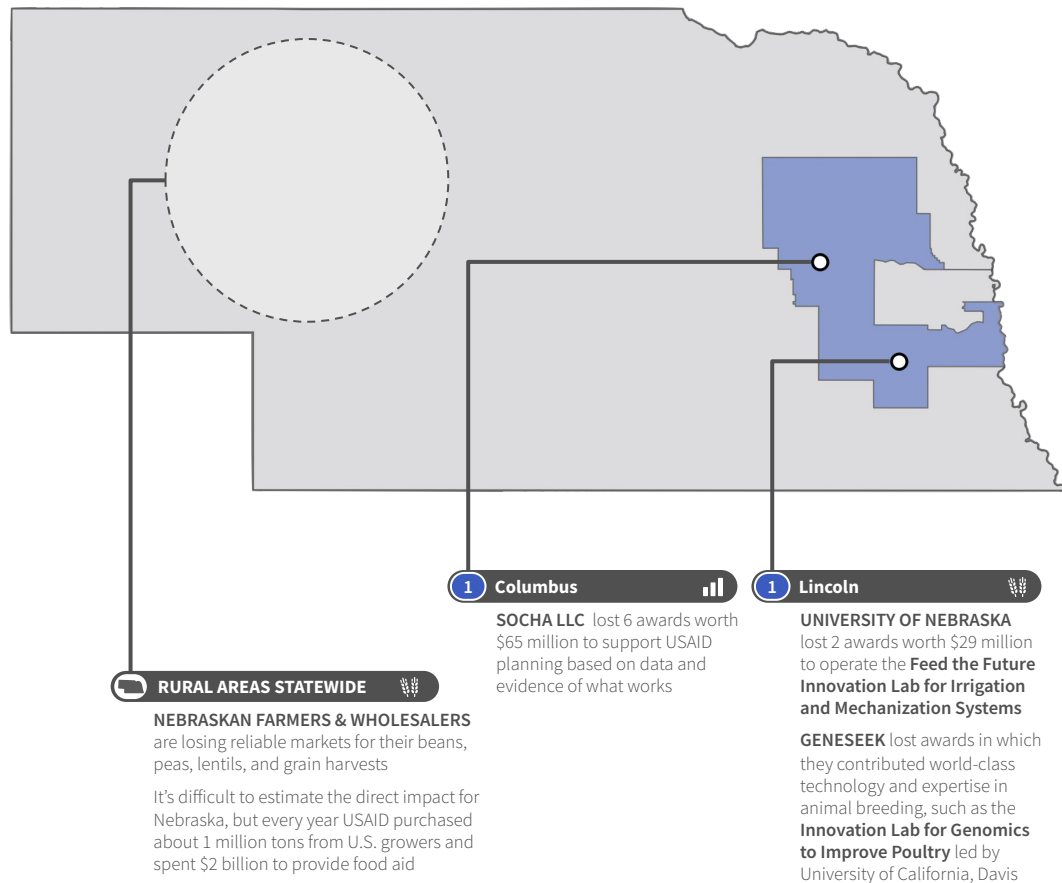 1 Columbus
SOCHA LLC lost 6 awards worth
$65 million to support USAID
planning based on data and
evidence of what works
1 Lincoln
UNIVERSITY OF NEBRASKA
lost 2 awards worth $29 million
to operate the Feed the Future
Innovation Lab for Irrigation
and Mechanization Systems
GENESEEK lost awards in which
they contributed world-class
technology and expertise in
animal breeding, such as the
Innovation Lab for Genomics
to Improve Poultry led by
University of California, Davis
RURAL AREAS STATEWIDE
NEBRASKAN FARMERS & WHOLESALERS
are losing reliable markets for their beans,
peas, lentils, and grain harvests
It’s difficult to estimate the direct impact for
Nebraska, but every year USAID purchased
about 1 million tons from U.S. growers and
spent $2 billion to provide food aid